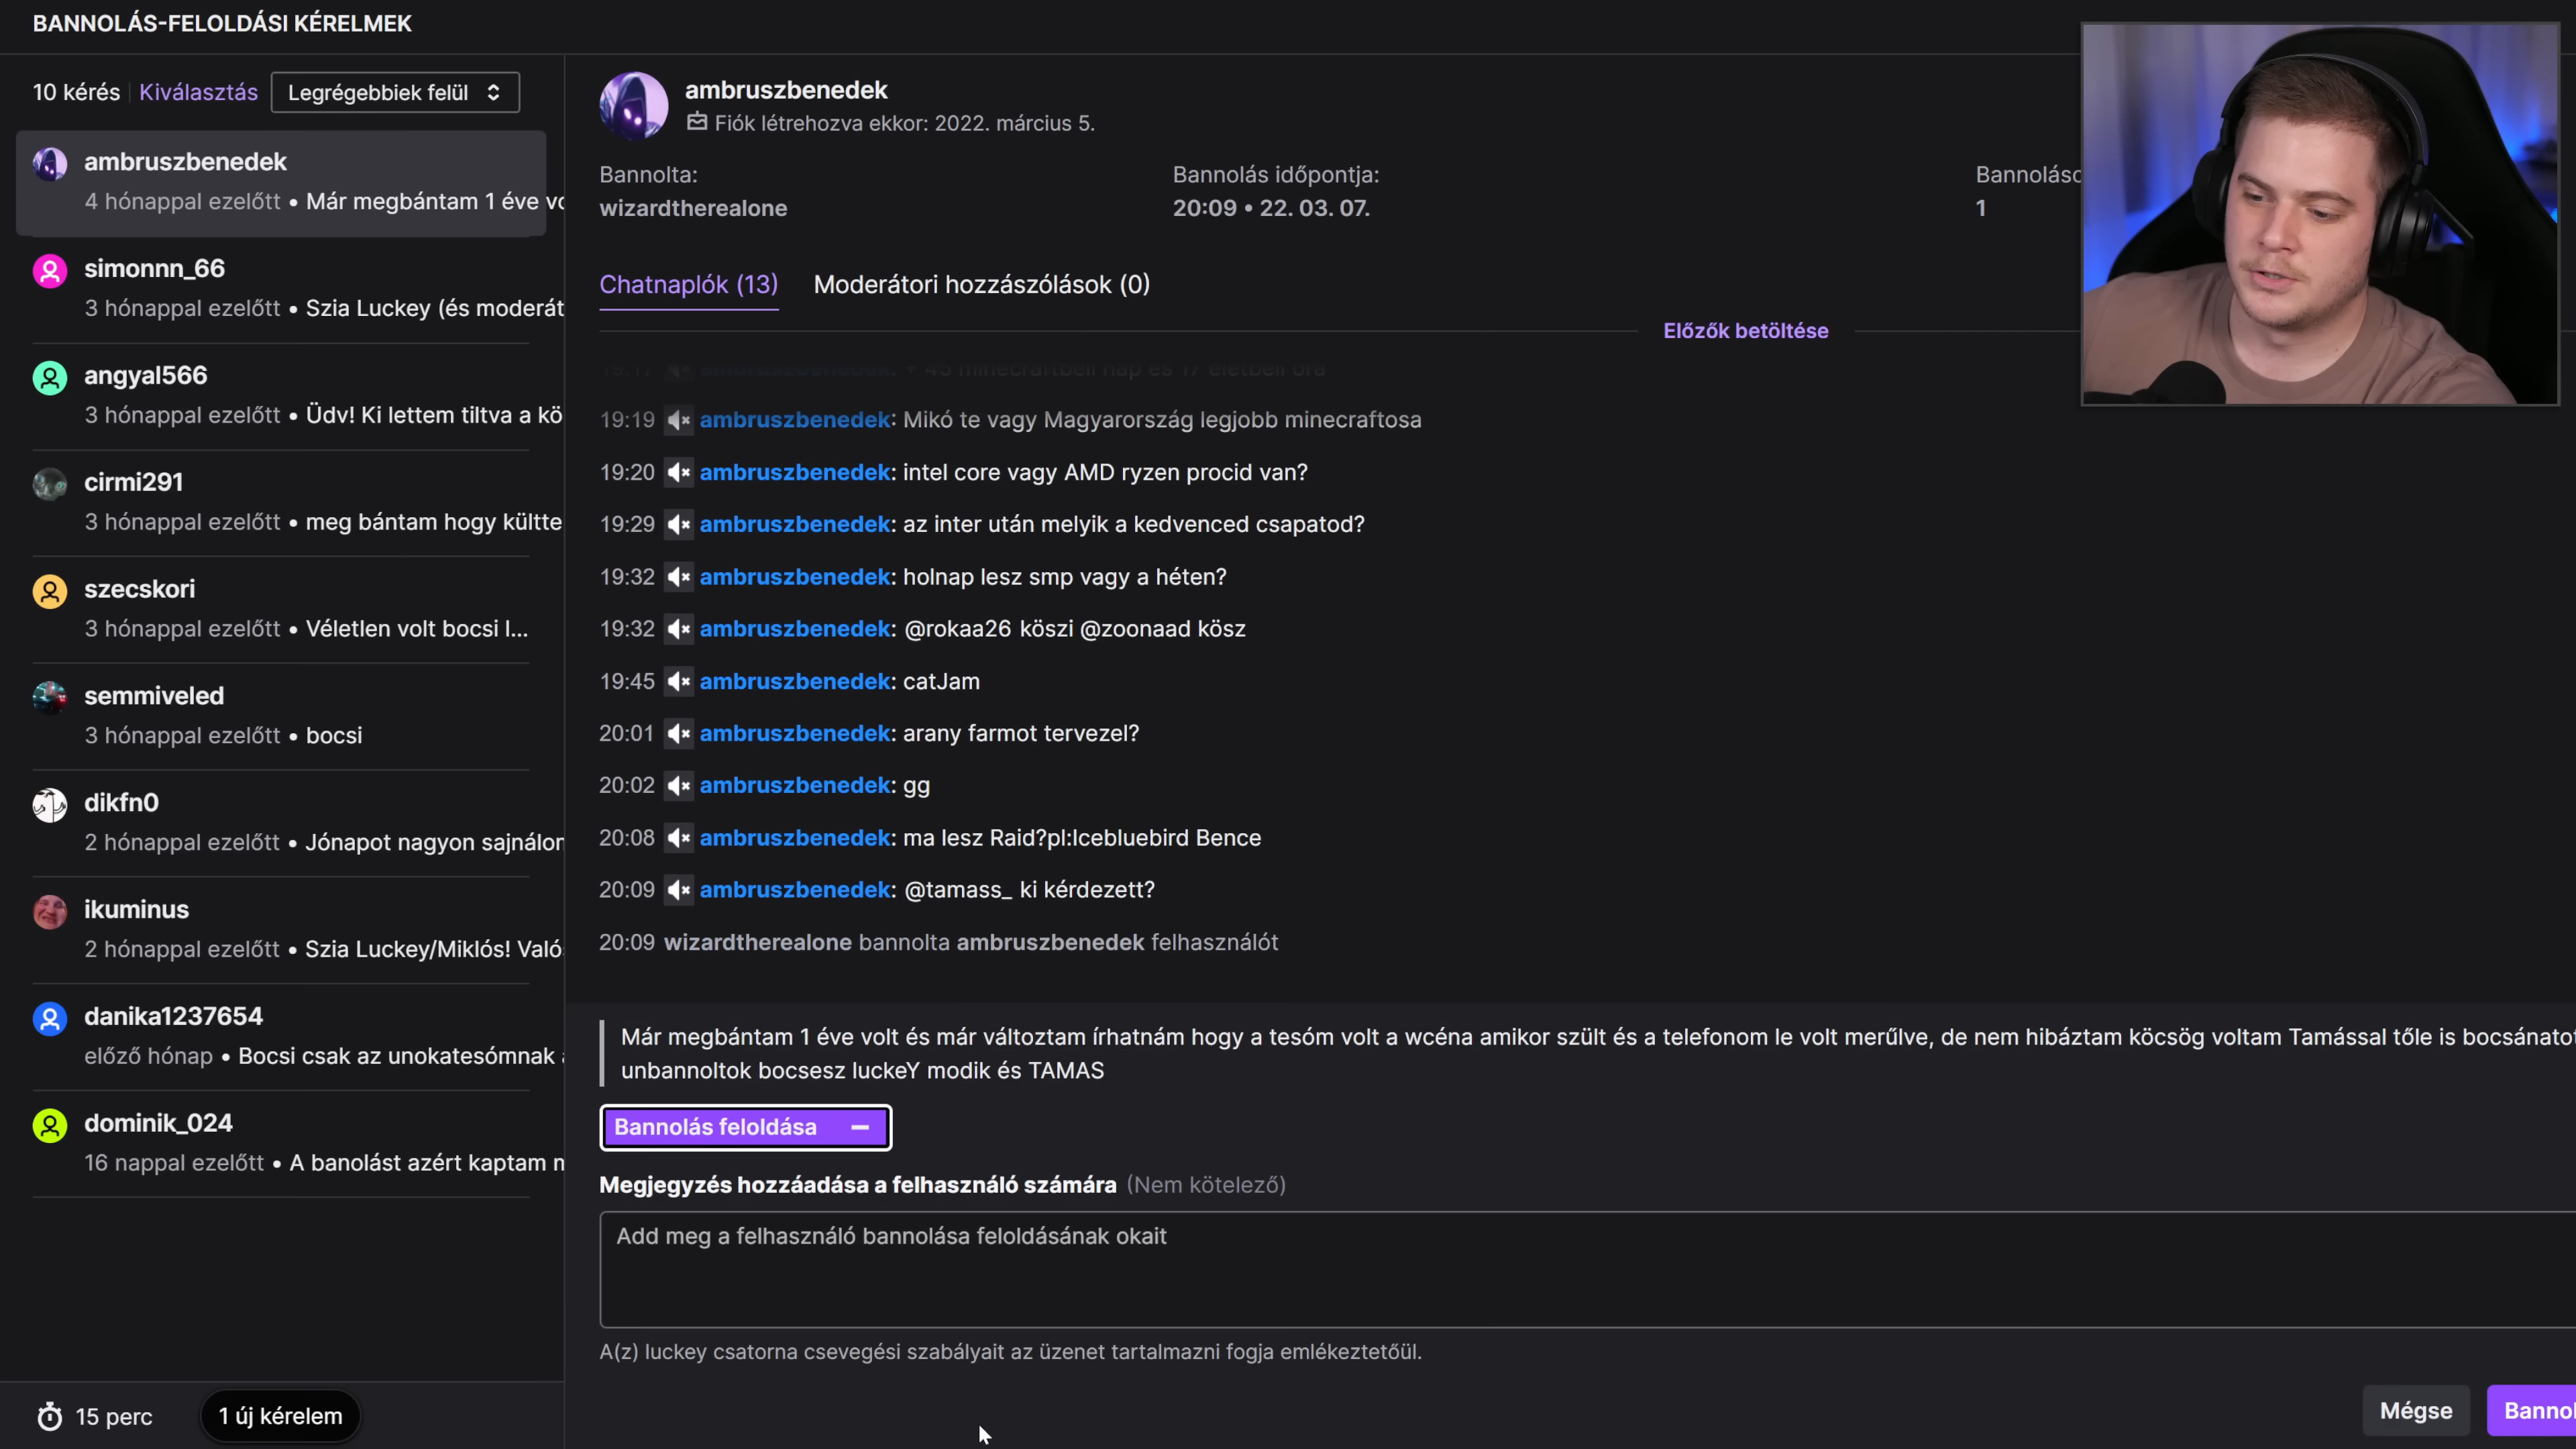 BANNOLÁS-FELOLDÁSI KÉRELMEK
10 kérés
Kiválasztás
Legrégebbiek felül
ambruszbenedek
4 hónappal ezelőtt • Már megbántam 1 éve vo
simonnn_66
3 hónappal ezelőtt • Szia Luckey (és moderát
angyal566
3 hónappal ezelőtt • Üdv! Ki lettem tiltva a kö
cirmi291
3 hónappal ezelőtt • meg bántam hogy kültte
szecskori
3 hónappal ezelőtt • Véletlen volt bocsi l...
semmiveled
3 hónappal ezelőtt • bocsi
dikfn0
2 hónappal ezelőtt • Jónapot nagyon sajnálom
ikuminus
2 hónappal ezelőtt • Szia Luckey/Miklós! Való
danika1237654
előző hónap • Bocsi csak az unokatesómnak a
dominik_024
16 nappal ezelőtt • A banolást azért kaptam m
15 perc
1 új kérelem
ambruszbenedek
Fiók létrehozva ekkor: 2022. március 5.
Bannolta:
wizardtherealone
Bannolás időpontja:
20:09 • 22. 03. 07.
Bannolásc
1
Chatnaplók (13)
Moderátori hozzászólások (0)
Előzők betöltése
19:17 ambruszbenedek: + 45 minecraftbeli nap és 17 életbeli óra
19:19 ambruszbenedek: Mikó te vagy Magyarország legjobb minecraftosa
19:20 ambruszbenedek: intel core vagy AMD ryzen procid van?
19:29 ambruszbenedek: az inter után melyik a kedvenced csapatod?
19:32 ambruszbenedek: holnap lesz smp vagy a héten?
19:32 ambruszbenedek: @rokaa26 köszi @zoonaad kösz
19:45 ambruszbenedek: catJam
20:01 ambruszbenedek: arany farmot tervezel?
20:02 ambruszbenedek: gg
20:08 ambruszbenedek: ma lesz Raid?pl:Icebluebird Bence
20:09 ambruszbenedek: @tamass_ ki kérdezett?
20:09 wizardtherealone bannolta ambruszbenedek felhasználót
Már megbántam 1 éve volt és már változtam írhatnám hogy a tesóm volt a wcéna amikor szült és a telefonom le volt merűlve, de nem hibáztam köcsög voltam Tamással tőle is bocsánatot
unbannoltok bocsesz luckeY modik és TAMAS
Bannolás feloldása
Megjegyzés hozzáadása a felhasználó számára (Nem kötelező)
Add meg a felhasználó bannolása feloldásának okait
A(z) luckey csatorna csevegési szabályait az üzenet tartalmazni fogja emlékeztetőül.
Mégse
Bannol